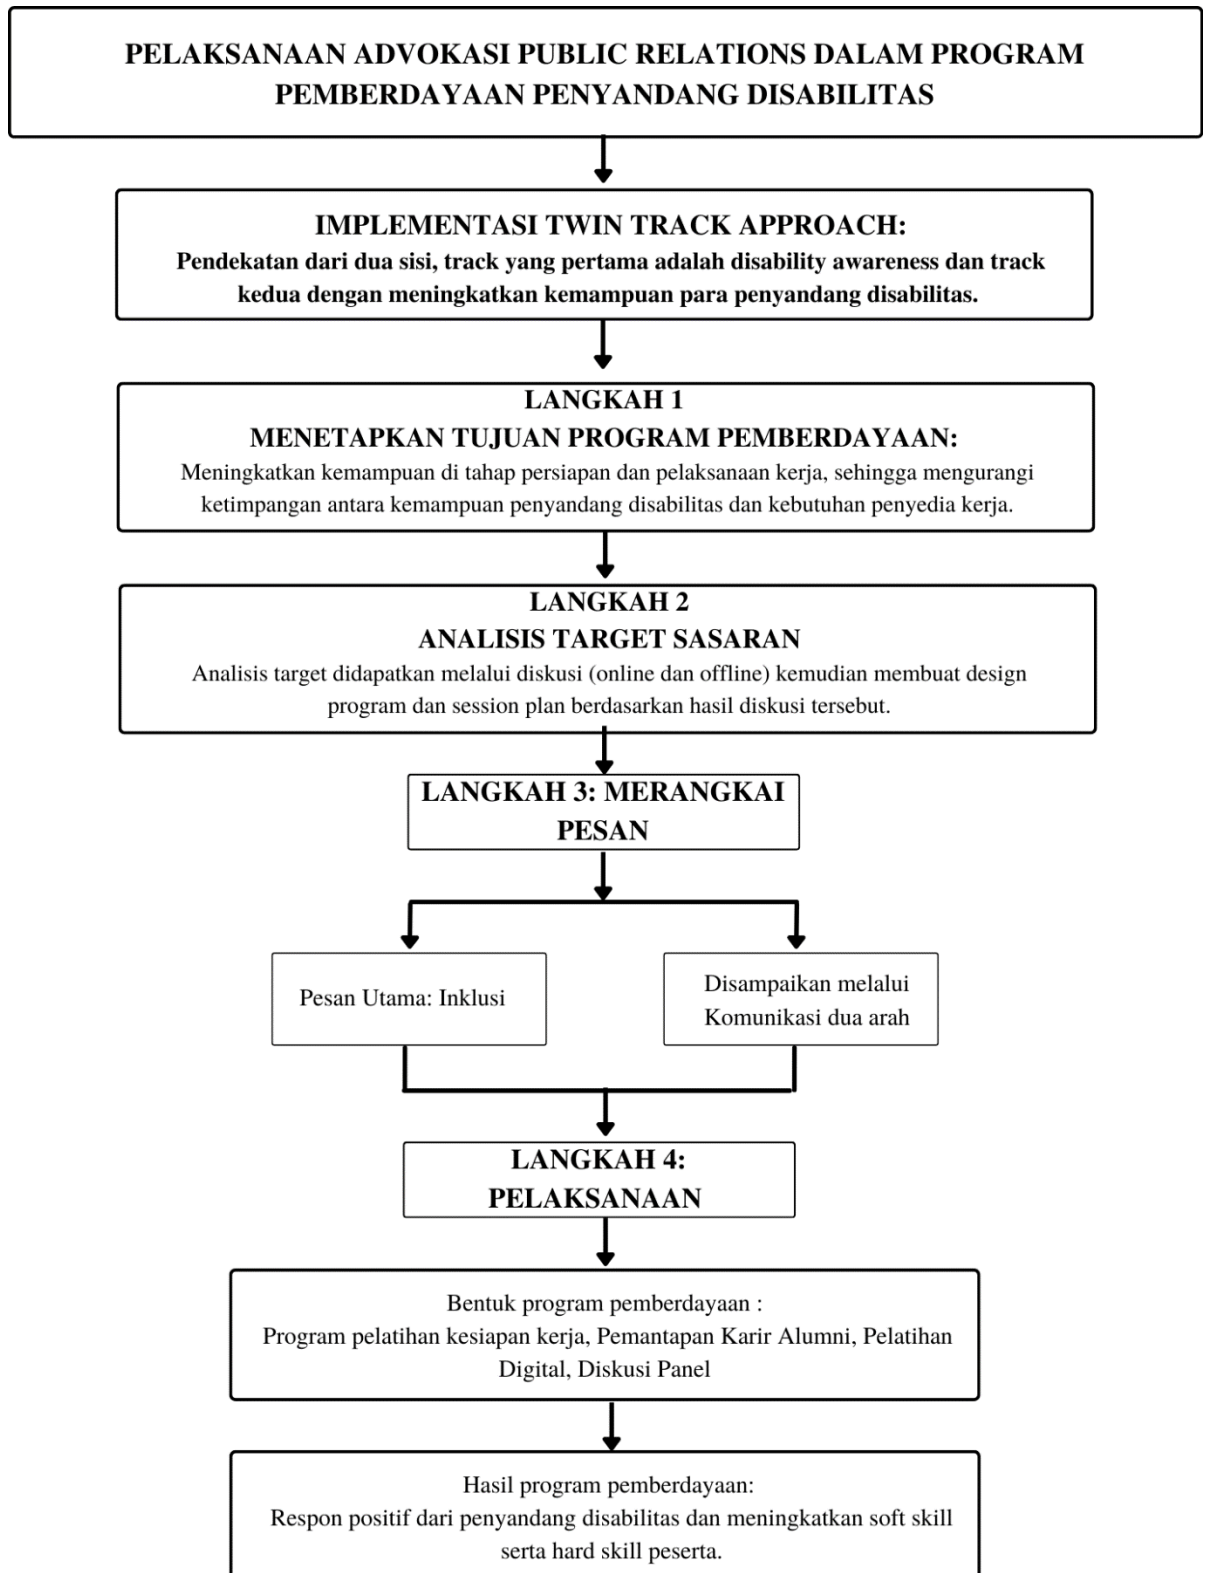 PELAKSANAAN ADVOKASI PUBLIC RELATIONS DALAM PROGRAM
PEMBERDAYAAN PENYANDANG DISABILITAS
IMPLEMENTASI TWIN TRACK APPROACH:
Pendekatan dari dua sisi, track yang pertama adalah disability awareness dan track
kedua dengan meningkatkan kemampuan para penyandang disabilitas.
LANGKAH 1
MENETAPKAN TUJUAN PROGRAM PEMBERDAYAAN:
Meningkatkan kemampuan di tahap persiapan dan pelaksanaan kerja, sehingga mengurangi
ketimpangan antara kemampuan penyandang disabilitas dan kebutuhan penyedia kerja.
LANGKAH 2
ANALISIS TARGET SASARAN
Analisis target didapatkan melalui diskusi (online dan offline) kemudian membuat design
program dan session plan berdasarkan hasil diskusi tersebut.
LANGKAH 3: MERANGKAI
PESAN
Pesan Utama: Inklusi
Disampaikan melalui
Komunikasi dua arah
LANGKAH 4:
PELAKSANAAN
Bentuk program pemberdayaan :
Program pelatihan kesiapan kerja, Pemantapan Karir Alumni, Pelatihan
Digital, Diskusi Panel
Hasil program pemberdayaan:
Respon positif dari penyandang disabilitas dan meningkatkan soft skill
serta hard skill peserta.